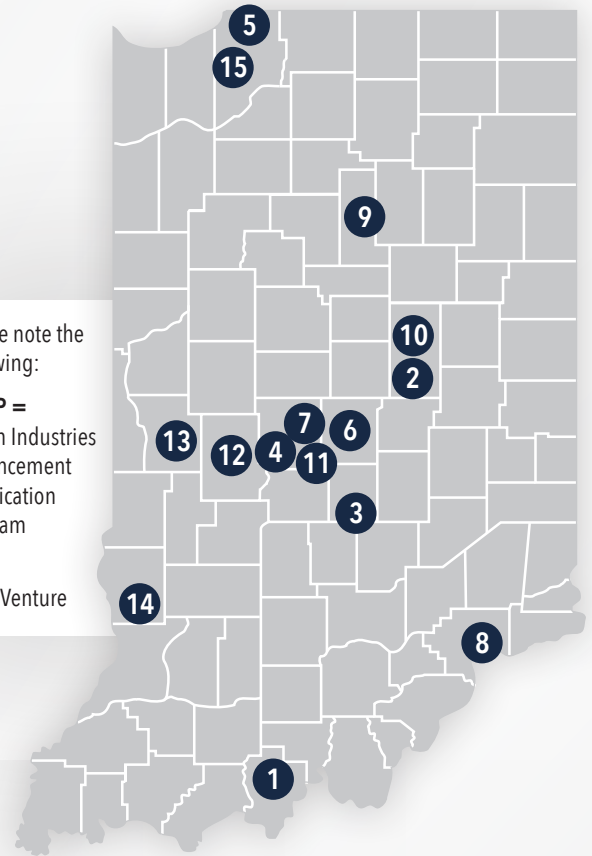 5
15
9
e note the
wing:
P =
n Industries
ncement
ication
am
Venture
10
2
7
6
13
12
4
11
3
14
8
1